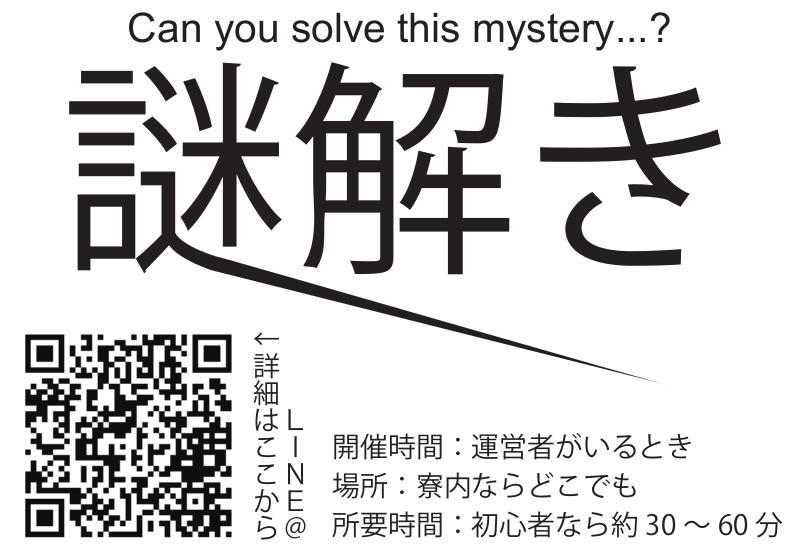 Can you solve this mystery...?
謎解き
←詳細はここから
LINE@
開催時間：運営者がいるとき
場所：寮内ならどこでも
所要時間：初心者なら約 30 ～ 60 分